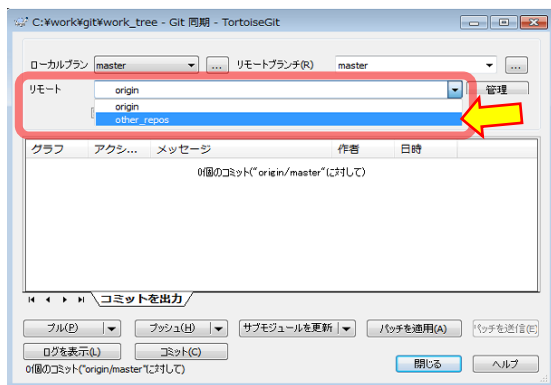 C:¥work¥git¥work_tree - Git 同期 - TortoiseGit
ローカルブラン master ... リモートブランチ(R) master ...
リモート origin 管理
origin
other_repos
グラフ アクシ... メッセージ 作者 日時
0個のコミット("origin/master"に対して)
コミットを出力
プル(P) プッシュ(H) サブモジュールを更新 パッチを適用(A) パッチを送信(E)
ログを表示(L) コミット(C) 閉じる ヘルプ
0個のコミット("origin/master"に対して)